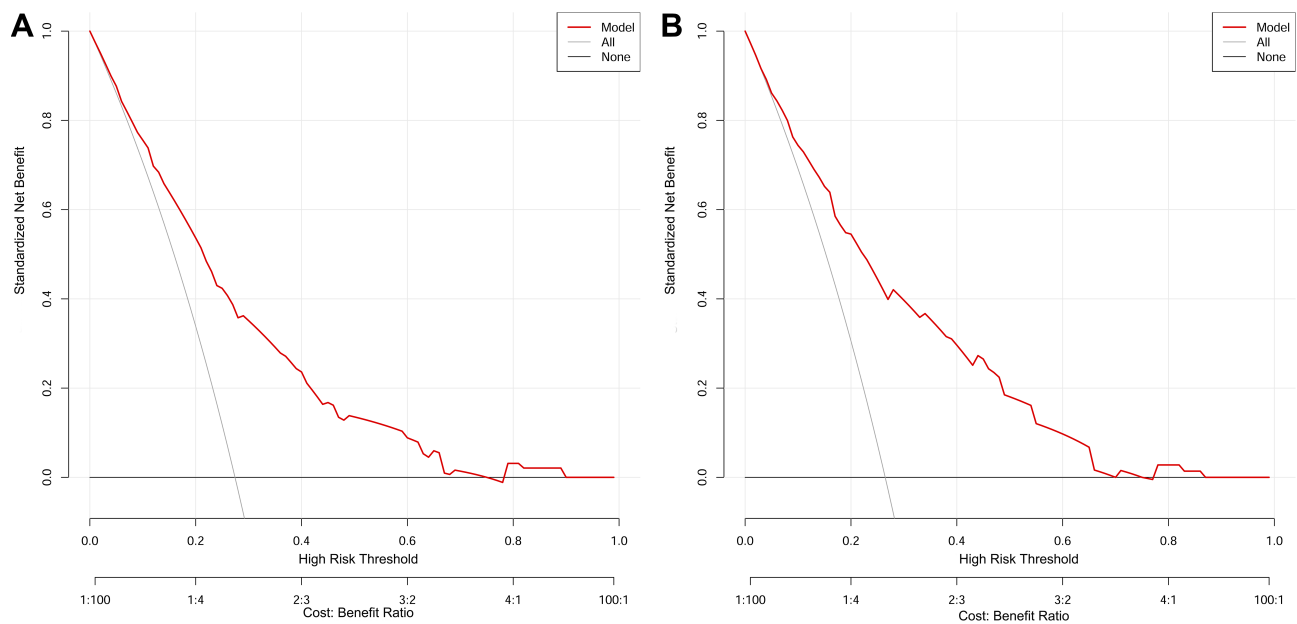 A
Model
All
None
1.0
0.8
0.6
0.4
0.2
0.0
Standardized Net Benefit
0.0 0.2 0.4 0.6 0.8 1.0
High Risk Threshold
1:100 1:4 2:3 3:2 4:1 100:1
Cost: Benefit Ratio
B
Model
All
None
1.0
0.8
0.6
0.4
0.2
0.0
Standardized Net Benefit
0.0 0.2 0.4 0.6 0.8 1.0
High Risk Threshold
1:100 1:4 2:3 3:2 4:1 100:1
Cost: Benefit Ratio